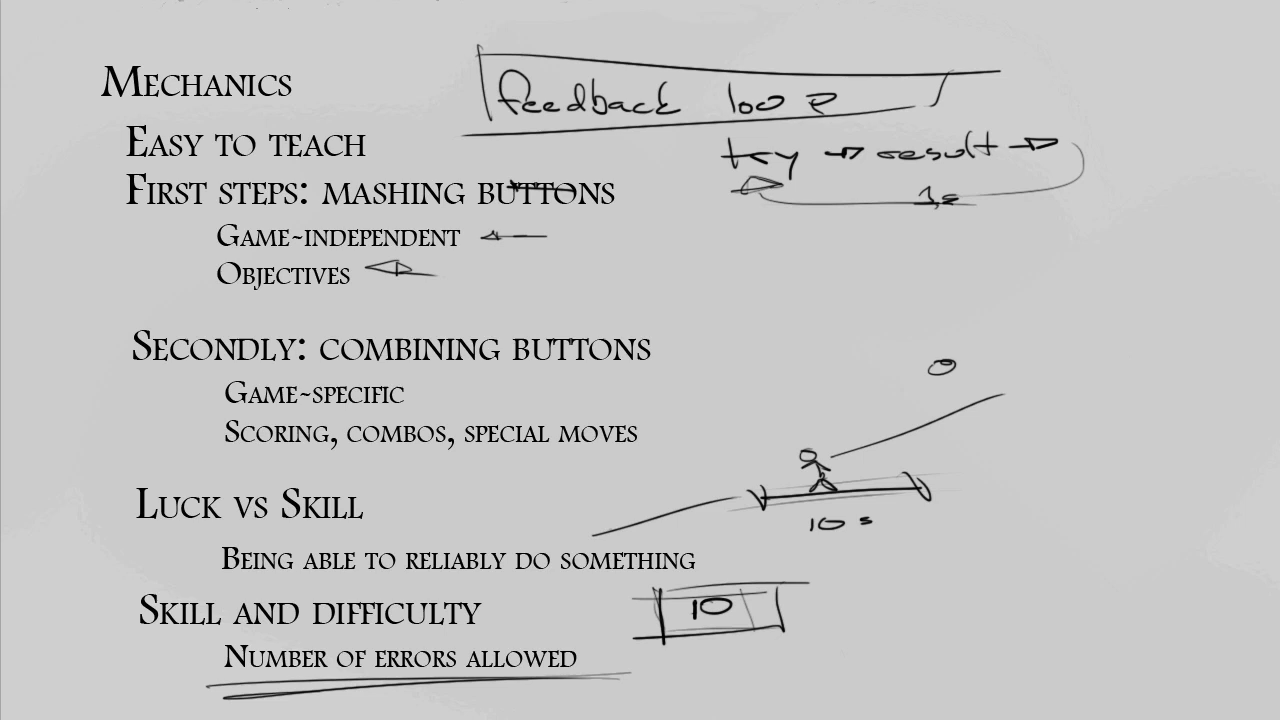 Mechanics
feedback loop
Easy to teach
try → result →
First steps: mashing buttons
Game-independent
Objectives
Secondly: combining buttons
Game-specific
Scoring, combos, special moves
Luck vs Skill
10 s
Being able to reliably do something
Skill and difficulty
10
Number of errors allowed